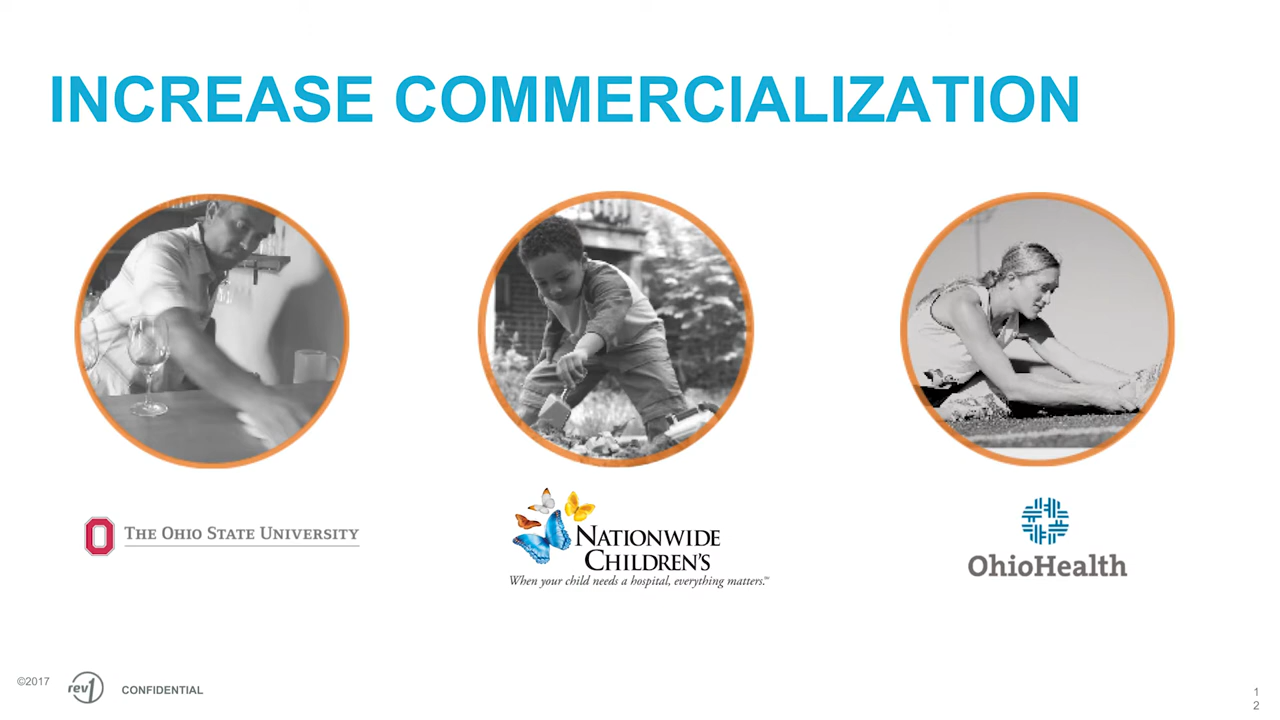 INCREASE COMMERCIALIZATION
THE OHIO STATE UNIVERSITY
NATIONWIDE
CHILDREN'S
When your child needs a hospital, everything matters.™
OhioHealth
©2017
rev1
CONFIDENTIAL
1
2